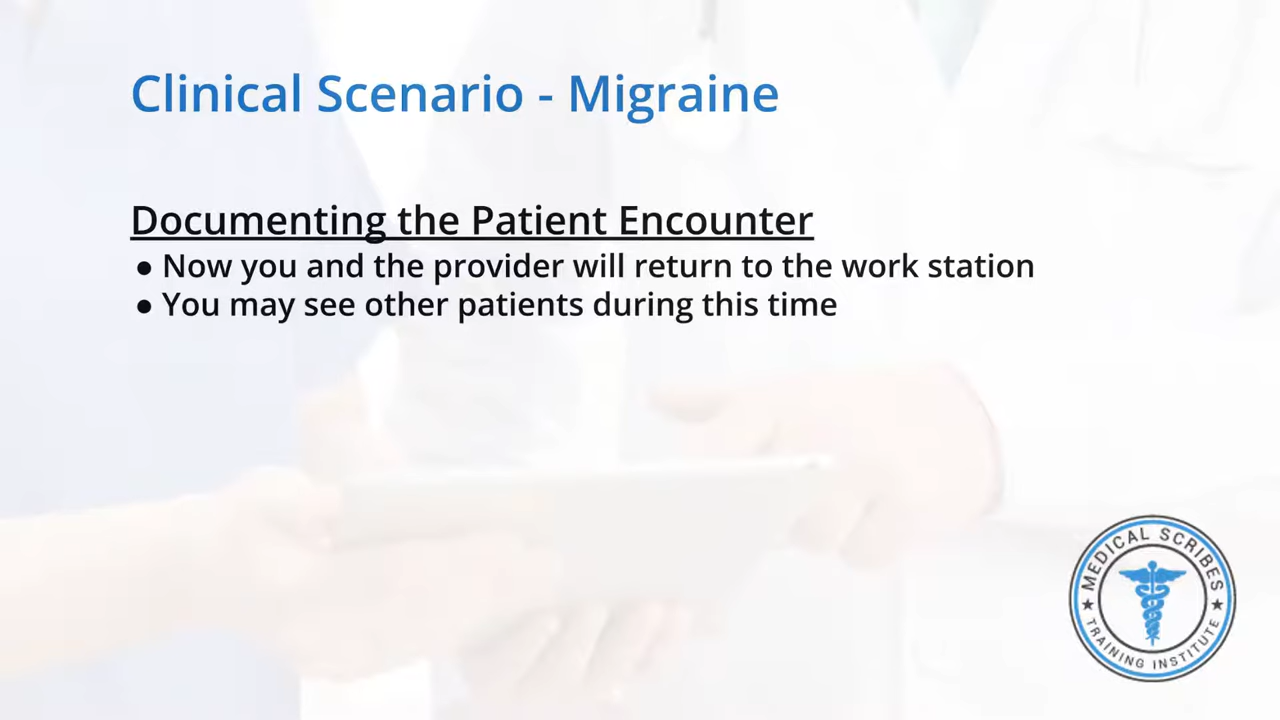 Clinical Scenario - Migraine
Documenting the Patient Encounter
● Now you and the provider will return to the work station
● You may see other patients during this time
MEDICAL SCRIBES
★ ★
TRAINING INSTITUTE